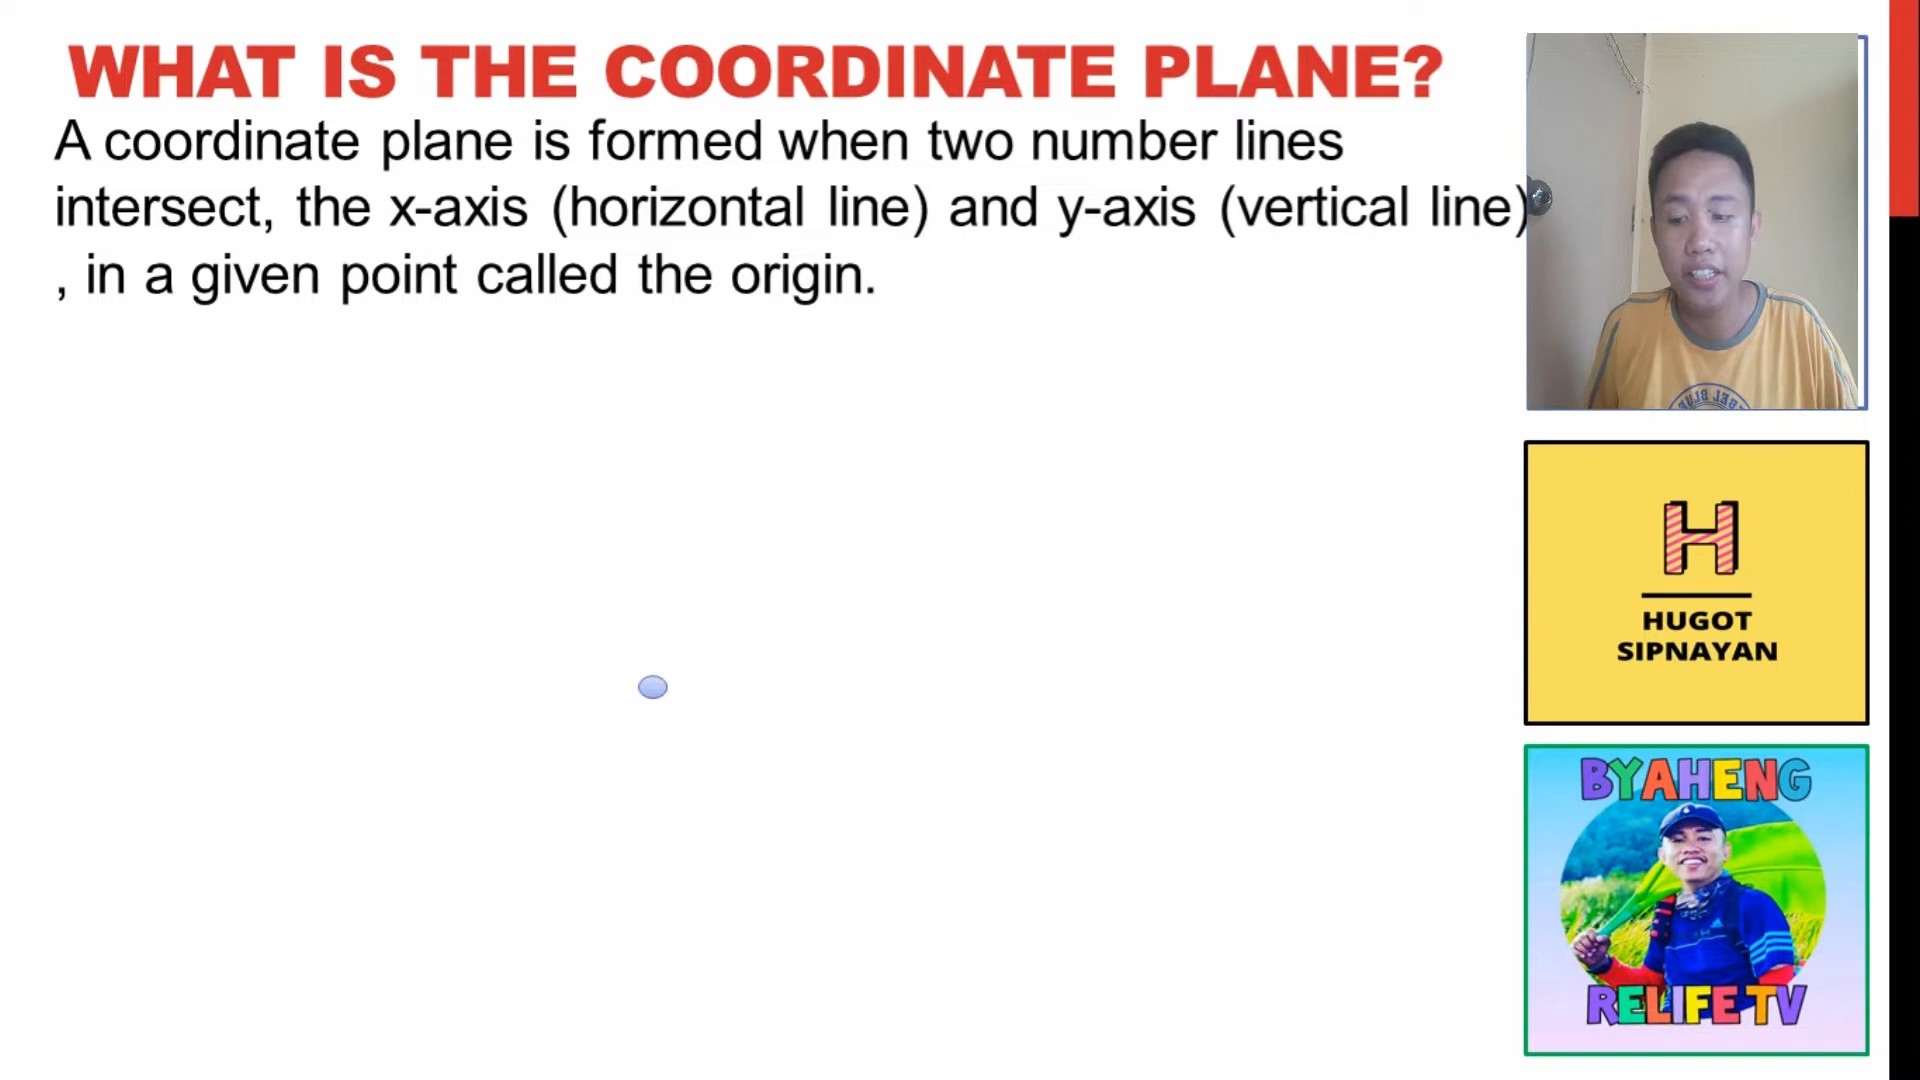 WHAT IS THE COORDINATE PLANE?
A coordinate plane is formed when two number lines
intersect, the x-axis (horizontal line) and y-axis (vertical line)
, in a given point called the origin.
H
HUGOT
SIPNAYAN
BYAHENG
RELIFE TV